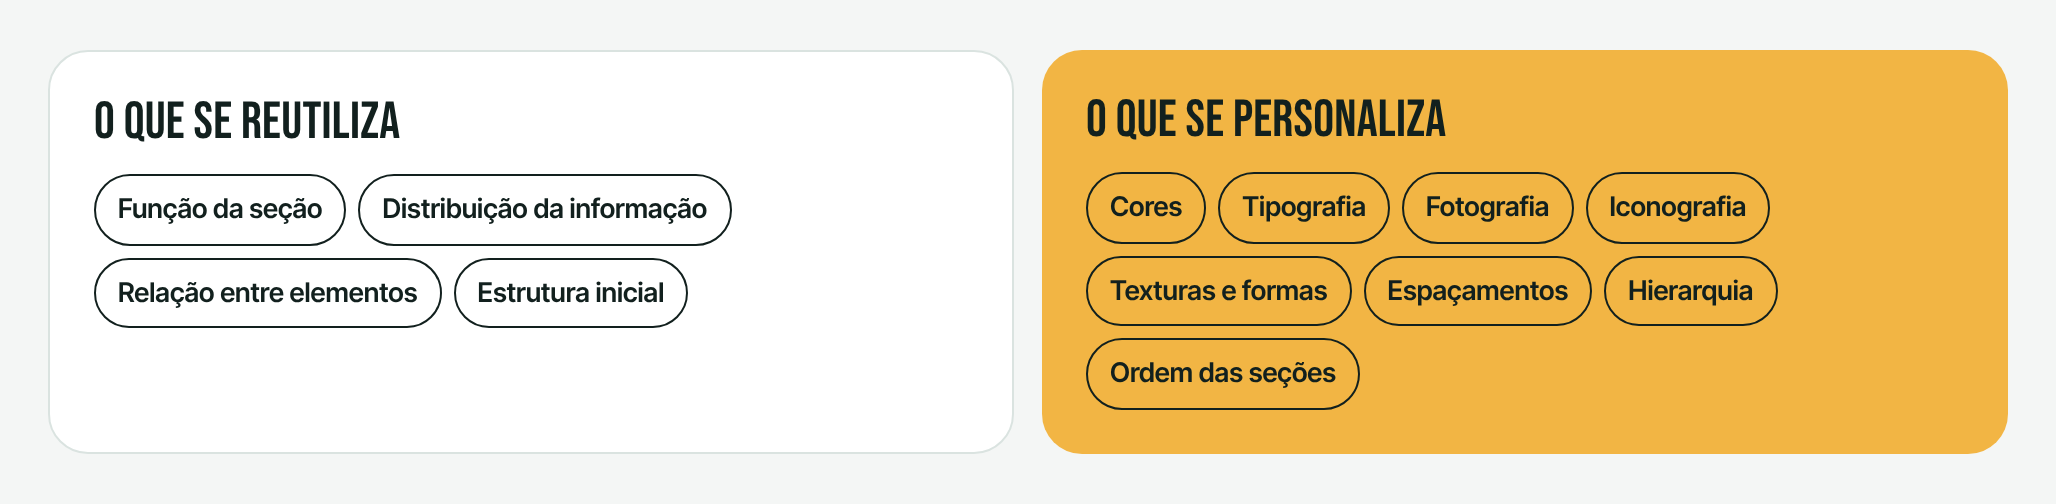 O QUE SE REUTILIZA
Função da seção
Distribuição da informação
Relação entre elementos
Estrutura inicial
O QUE SE PERSONALIZA
Cores
Tipografia
Fotografia
Iconografia
Texturas e formas
Espaçamentos
Hierarquia
Ordem das seções